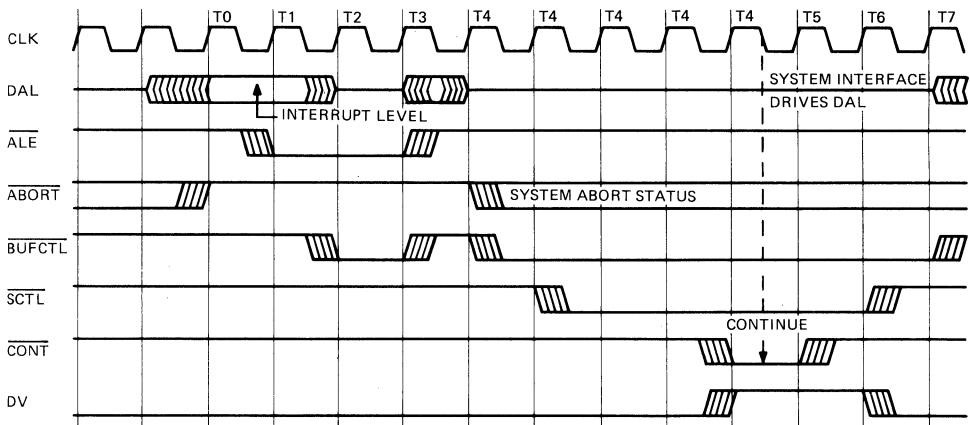 T0 T1 T2 T3 T4 T4 T4 T4 T4 T5 T6 T7
CLK
DAL
SYSTEM INTERFACE
DRIVES DAL
INTERRUPT LEVEL
ALE
ABORT
SYSTEM ABORT STATUS
BUFCTL
SCTL
CONTINUE
CONT
DV